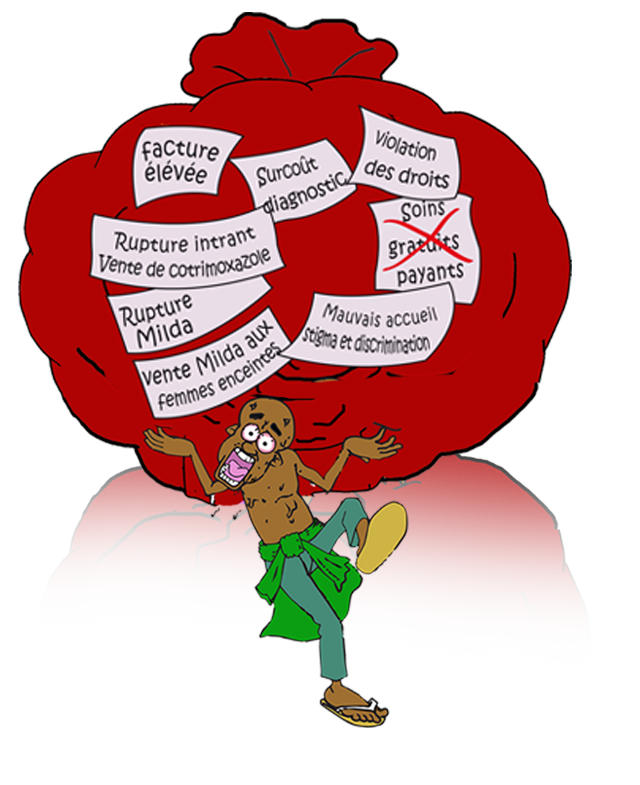 facture
élévée
Surcoût
diagnostic
Violation
des droits
Soins
gratuits
payants
Rupture intrant
Vente de cotrimoxazole
Rupture
Milda
Mauvais accueil
stigma et discrimination
vente Milda aux
femmes enceintes